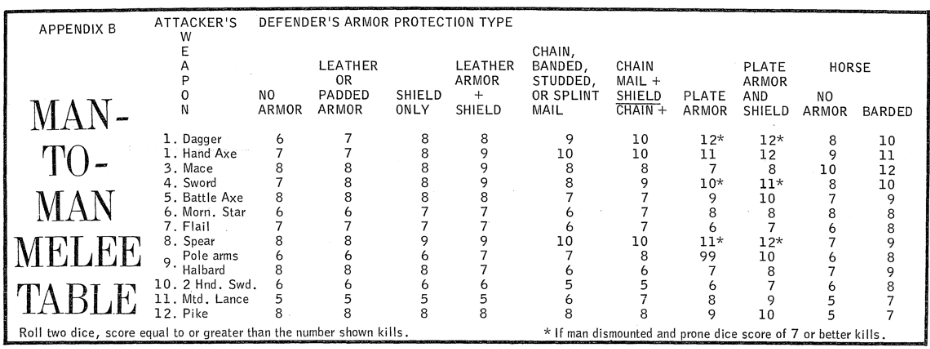 APPENDIX B
MAN-
TO-
MAN
MELEE
TABLE
ATTACKER'S
WEAPON
DEFENDER'S ARMOR PROTECTION TYPE
NO
ARMOR
LEATHER
OR
PADDED
ARMOR
SHIELD
ONLY
LEATHER
ARMOR
+
SHIELD
CHAIN,
BANDED,
STUDDED,
OR SPLINT
MAIL
CHAIN
MAIL +
SHIELD
CHAIN +
PLATE
ARMOR
PLATE
ARMOR
AND
SHIELD
HORSE
NO
ARMOR
BARDED
1. Dagger 6 7 8 8 9 10 12* 12* 8 10
1. Hand Axe 7 7 8 9 10 10 11 12 9 11
3. Mace 8 8 8 9 8 8 7 8 10 12
4. Sword 7 8 8 9 8 9 10* 11* 8 10
5. Battle Axe 8 8 8 8 7 7 9 10 7 9
6. Morn. Star 6 6 7 7 6 7 8 8 8 8
7. Flail 7 7 7 7 6 7 6 7 6 8
8. Spear 8 8 9 9 10 10 11* 12* 7 9
9. Pole arms 6 6 6 7 7 8 99 10 6 8
Halbard 8 8 8 7 6 6 7 8 7 9
10. 2 Hnd. Swd. 6 6 6 6 5 5 6 7 6 8
11. Mtd. Lance 5 5 5 5 6 7 8 9 5 7
12. Pike 8 8 8 8 8 8 9 10 5 7
Roll two dice, score equal to or greater than the number shown kills. * If man dismounted and prone dice score of 7 or better kills.